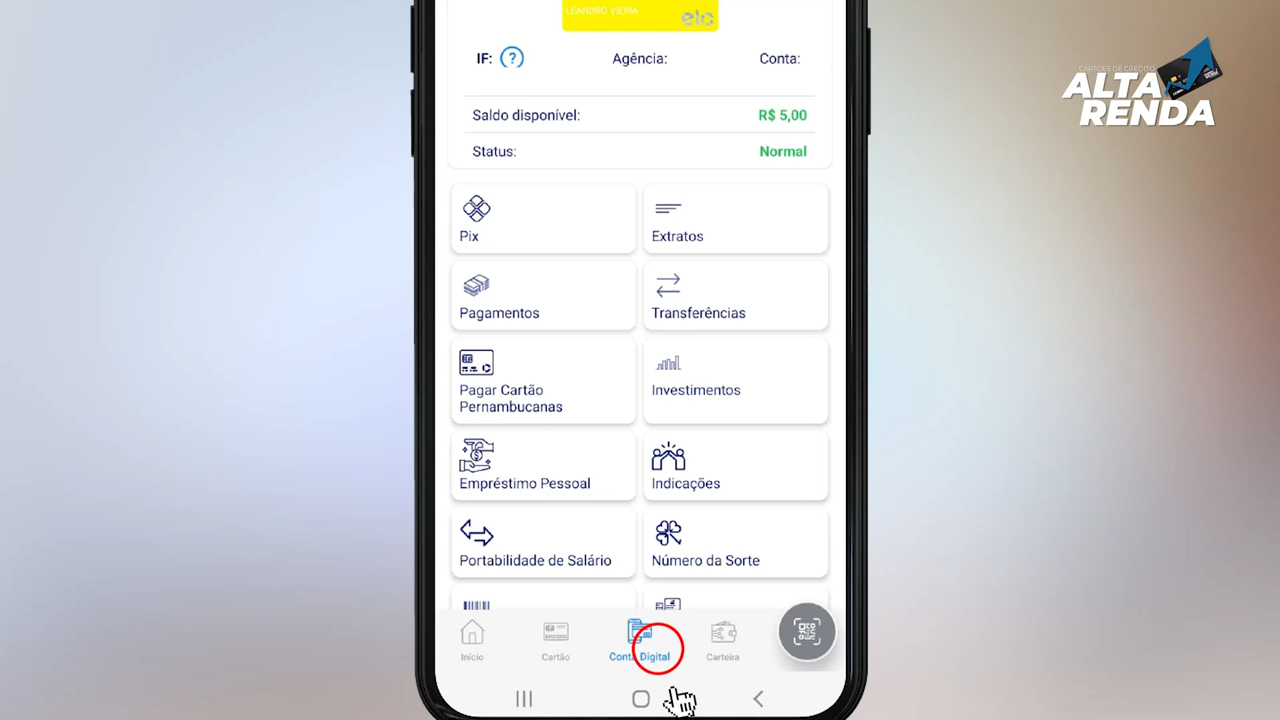 LEANDRO VIEIRA
elo
IF: ?
Agência:
Conta:
Saldo disponível:
R$ 5,00
Status:
Normal
Pix
Extratos
Pagamentos
Transferências
Pagar Cartão
Pernambucanas
Investimentos
Empréstimo Pessoal
Indicações
Portabilidade de Salário
Número da Sorte
Início
Cartão
Conta Digital
Carteira
CARTÕES DE CRÉDITO
ALTA
RENDA